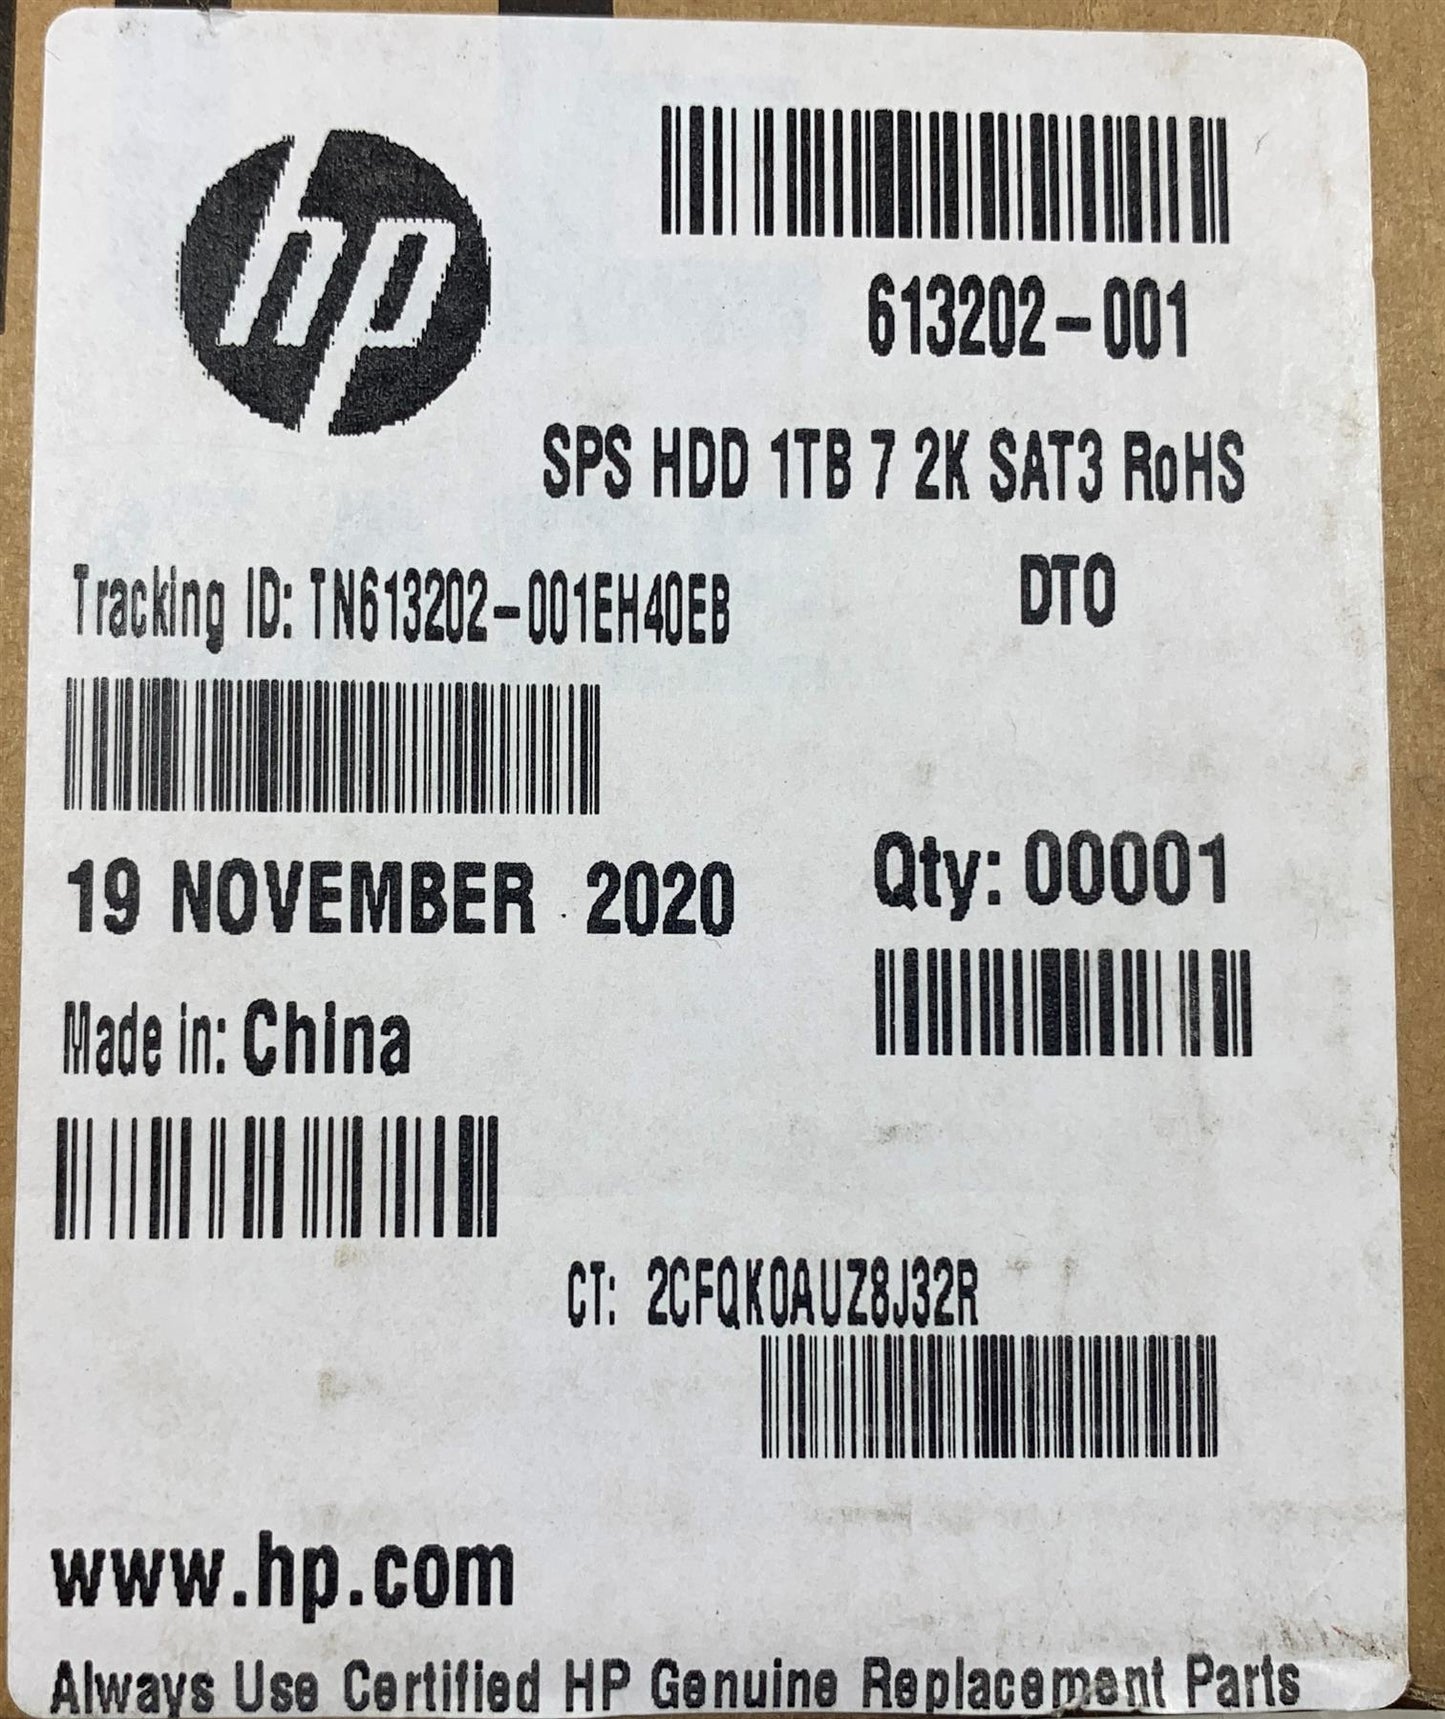 hp
613202-001
SPS HDD 1TB 7 2K SAT3 RoHS
Tracking ID: TN613202-001EH40EB
DTO
19 NOVEMBER 2020
Qty: 00001
Made in: China
CT: 2CFQK0AUZ8J32R
www.hp.com
Always Use Certified HP Genuine Replacement Parts